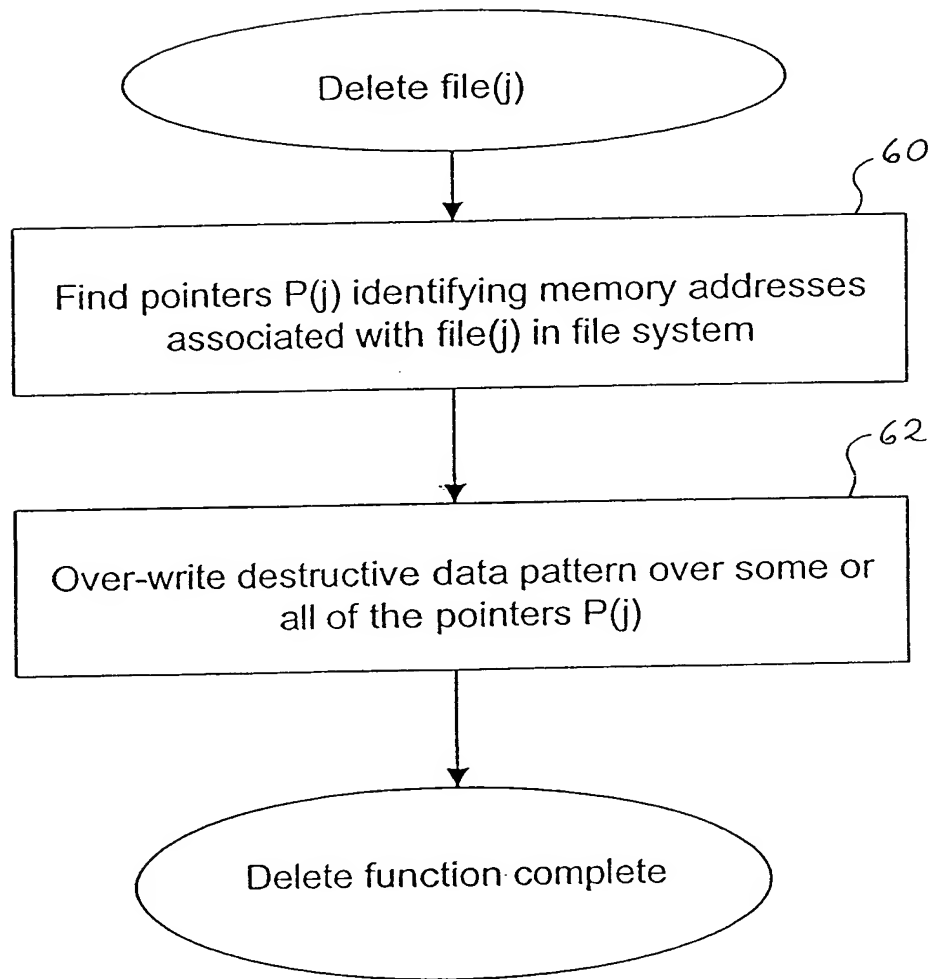 Delete file(j)
60
Find pointers P(j) identifying memory addresses
associated with file(j) in file system
62
Over-write destructive data pattern over some or
all of the pointers P(j)
Delete function complete